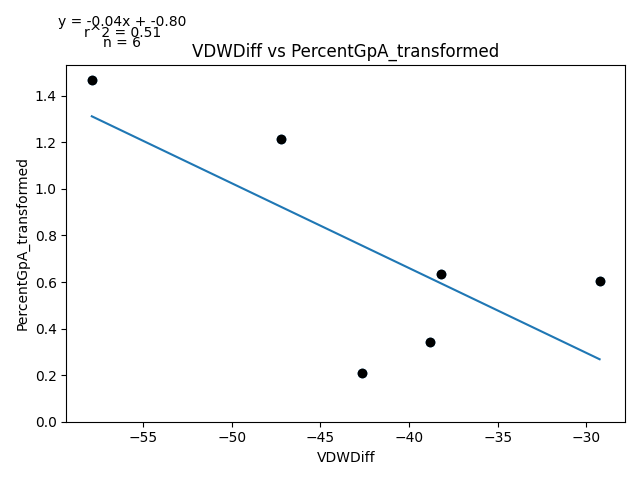 y = -0.04x + -0.80
r^2 = 0.51
n = 6
VDWDiff vs PercentGpA_transformed
PercentGpA_transformed
1.4
1.2
1.0
0.8
0.6
0.4
0.2
0.0
−55 −50 −45 −40 −35 −30
VDWDiff